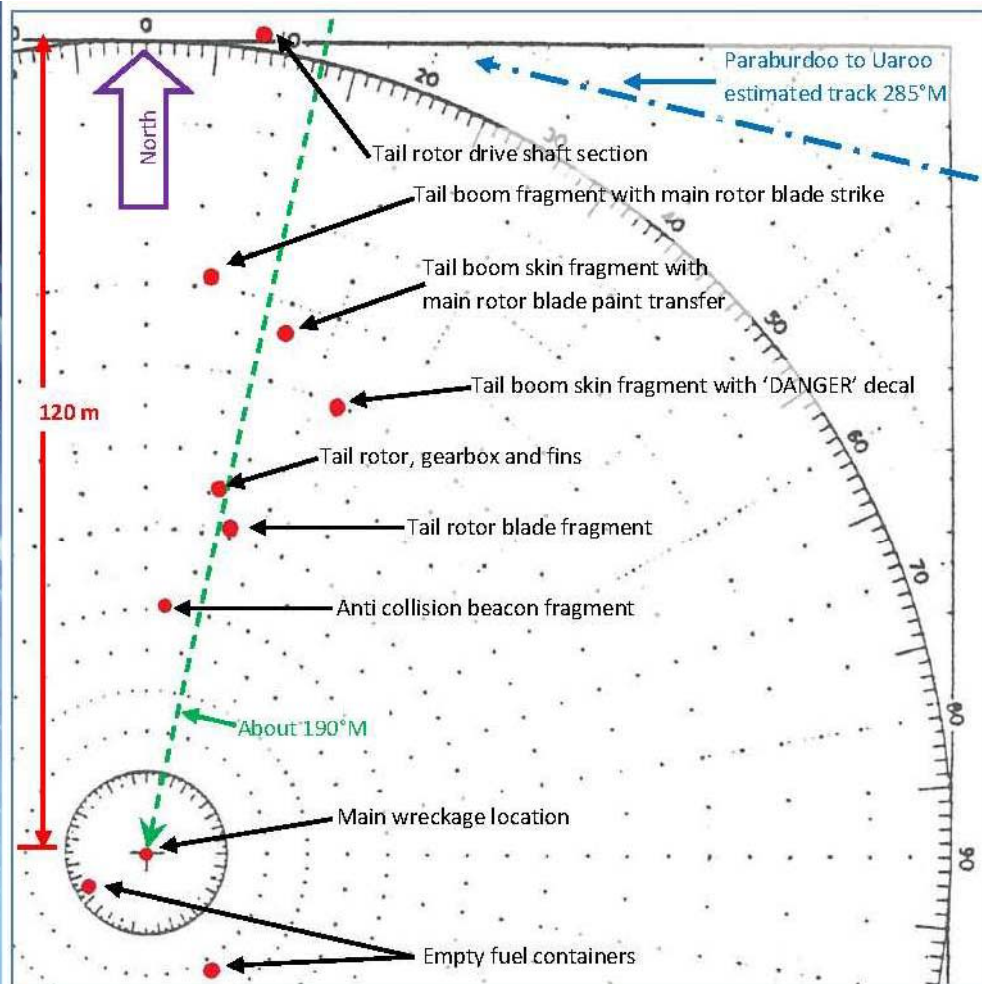 0
10
20
30
40
50
60
70
80
90
North
Paraburdoo to Uaroo
estimated track 285°M
Tail rotor drive shaft section
Tail boom fragment with main rotor blade strike
Tail boom skin fragment with
main rotor blade paint transfer
Tail boom skin fragment with ‘DANGER’ decal
120 m
Tail rotor, gearbox and fins
Tail rotor blade fragment
Anti collision beacon fragment
About 190°M
Main wreckage location
Empty fuel containers